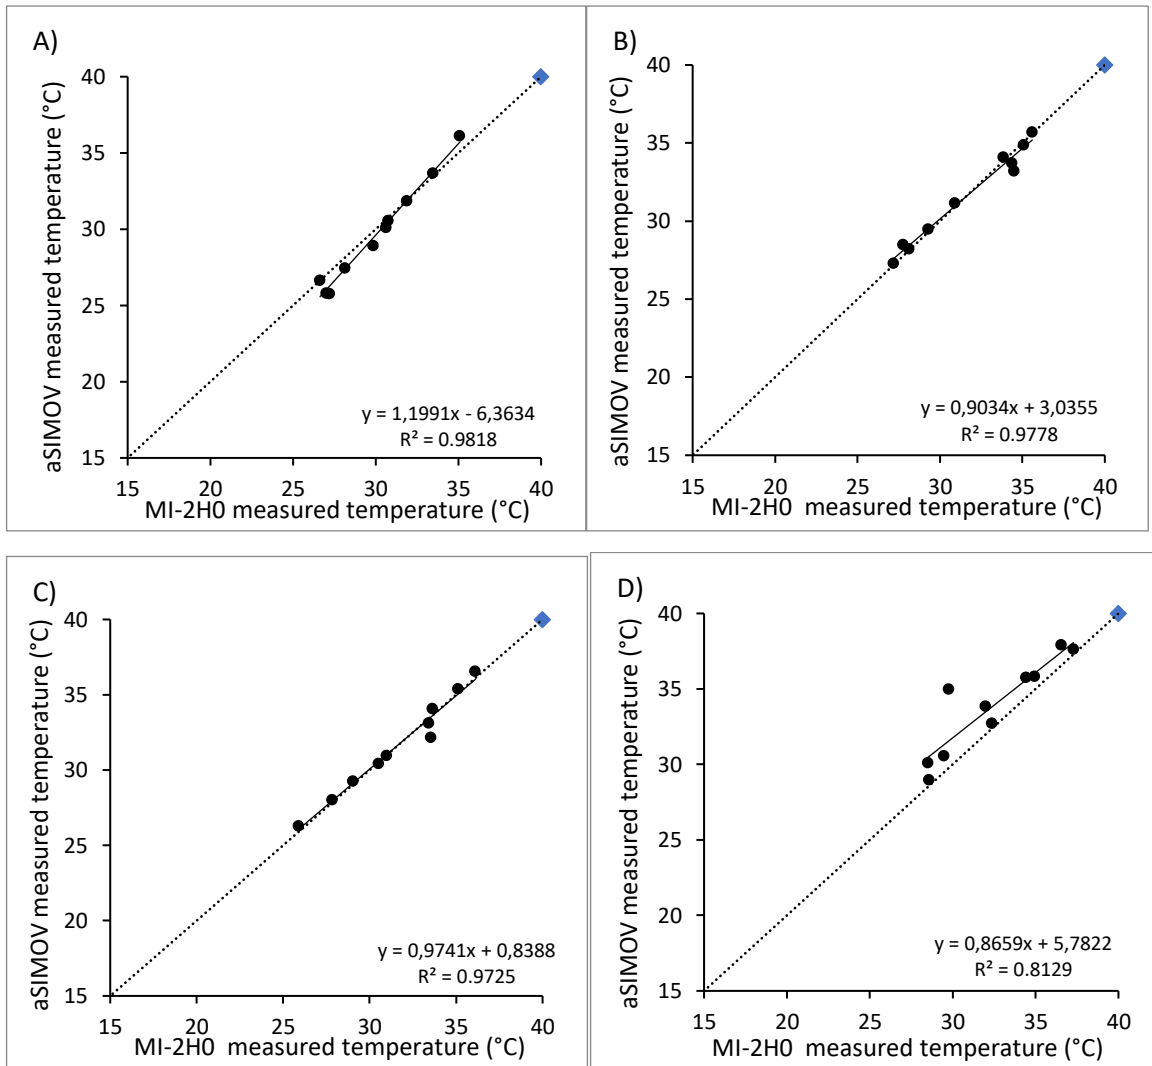 A)
aSIMOV measured temperature (°C)
40
35
30
25
20
15
15 20 25 30 35 40
MI-2H0 measured temperature (°C)
y = 1,1991x - 6,3634
R² = 0.9818
B)
aSIMOV measured temperature (°C)
40
35
30
25
20
15
15 20 25 30 35 40
MI-2H0 measured temperature (°C)
y = 0,9034x + 3,0355
R² = 0.9778
C)
aSIMOV measured temperature (°C)
40
35
30
25
20
15
15 20 25 30 35 40
MI-2H0 measured temperature (°C)
y = 0,9741x + 0,8388
R² = 0.9725
D)
aSIMOV measured temperature (°C)
40
35
30
25
20
15
15 20 25 30 35 40
MI-2H0 measured temperature (°C)
y = 0,8659x + 5,7822
R² = 0.8129